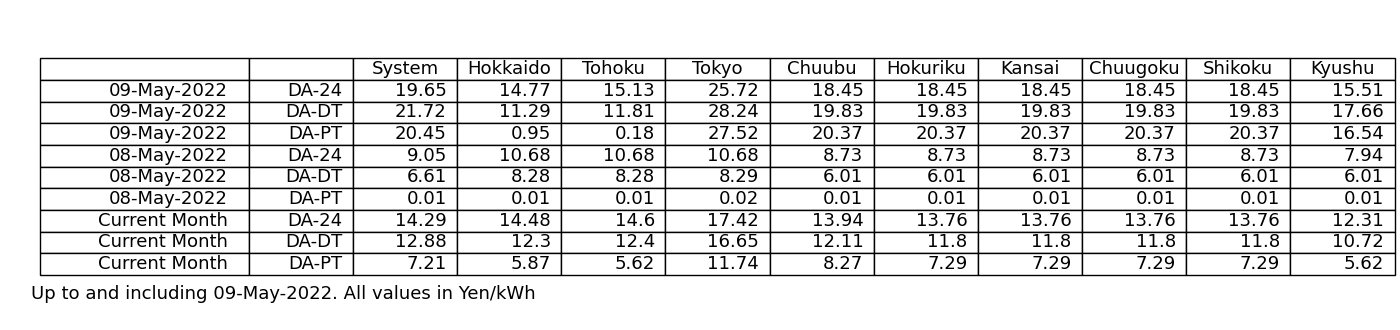 System Hokkaido Tohoku Tokyo Chuubu Hokuriku Kansai Chuugoku Shikoku Kyushu
09-May-2022 DA-24 19.65 14.77 15.13 25.72 18.45 18.45 18.45 18.45 18.45 15.51
09-May-2022 DA-DT 21.72 11.29 11.81 28.24 19.83 19.83 19.83 19.83 19.83 17.66
09-May-2022 DA-PT 20.45 0.95 0.18 27.52 20.37 20.37 20.37 20.37 20.37 16.54
08-May-2022 DA-24 9.05 10.68 10.68 10.68 8.73 8.73 8.73 8.73 8.73 7.94
08-May-2022 DA-DT 6.61 8.28 8.28 8.29 6.01 6.01 6.01 6.01 6.01 6.01
08-May-2022 DA-PT 0.01 0.01 0.01 0.02 0.01 0.01 0.01 0.01 0.01 0.01
Current Month DA-24 14.29 14.48 14.6 17.42 13.94 13.76 13.76 13.76 13.76 12.31
Current Month DA-DT 12.88 12.3 12.4 16.65 12.11 11.8 11.8 11.8 11.8 10.72
Current Month DA-PT 7.21 5.87 5.62 11.74 8.27 7.29 7.29 7.29 7.29 5.62
Up to and including 09-May-2022. All values in Yen/kWh